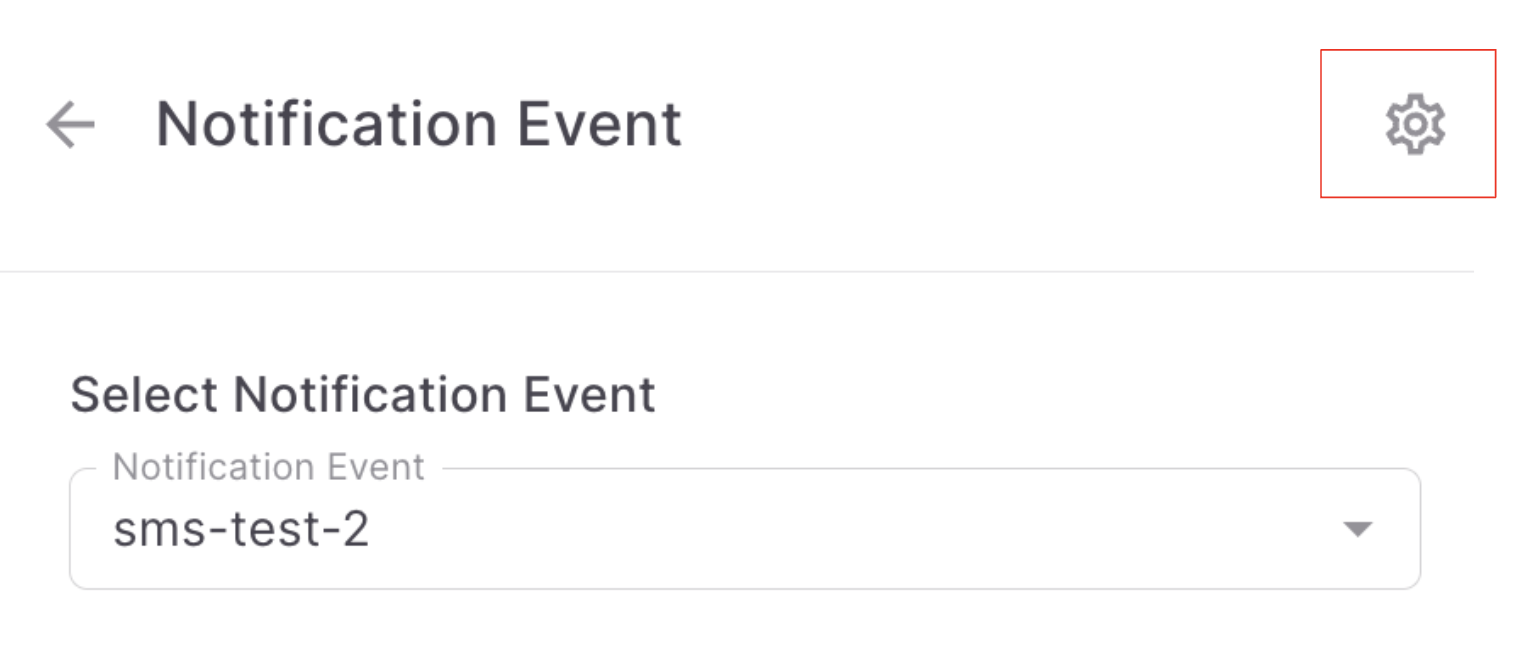 Notification Event
Select Notification Event
Notification Event
sms-test-2